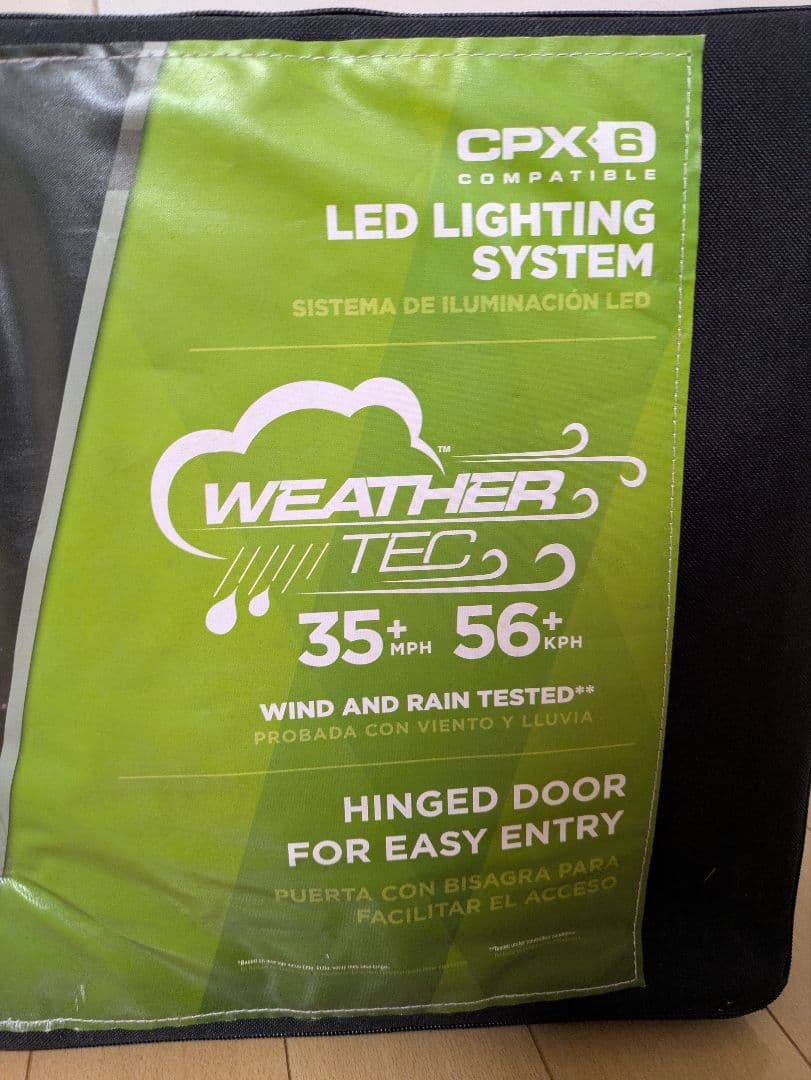 CPX 6
COMPATIBLE
LED LIGHTING
SYSTEM
SISTEMA DE ILUMINACIÓN LED
WEATHER™
TEC
35+ MPH 56+ KPH
WIND AND RAIN TESTED**
PROBADA CON VIENTO Y LLUVIA
HINGED DOOR
FOR EASY ENTRY
PUERTA CON BISAGRA PARA
FACILITAR EL ACCESO